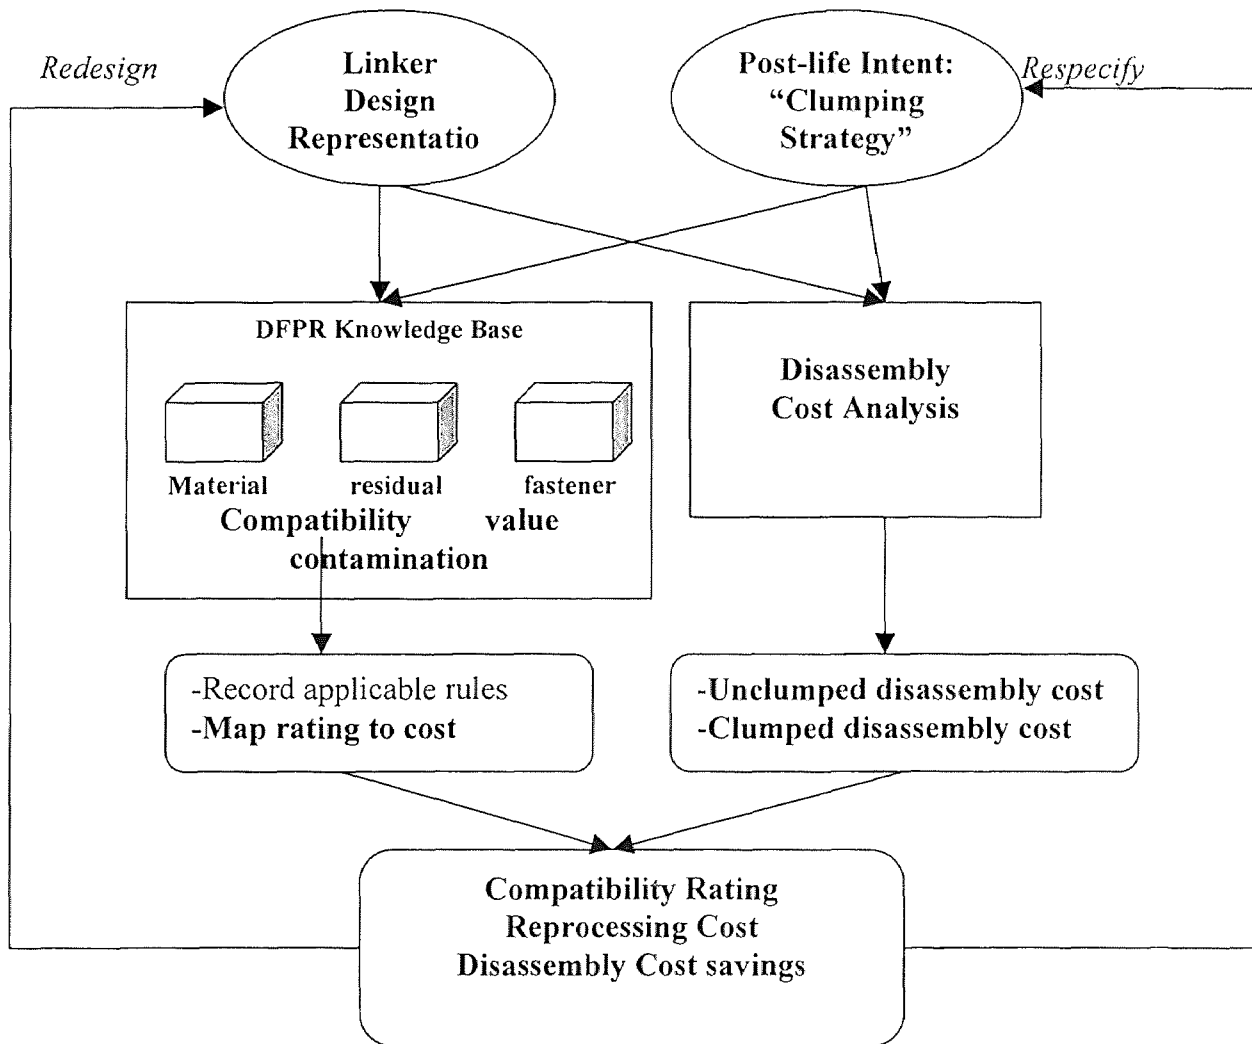 Redesign
Linker
Design
Representatio
Post-life Intent:
“Clumping
Strategy”
Respecify
DFPR Knowledge Base
Material residual fastener
Compatibility value
contamination
Disassembly
Cost Analysis
-Record applicable rules
-Map rating to cost
-Unclumped disassembly cost
-Clumped disassembly cost
Compatibility Rating
Reprocessing Cost
Disassembly Cost savings